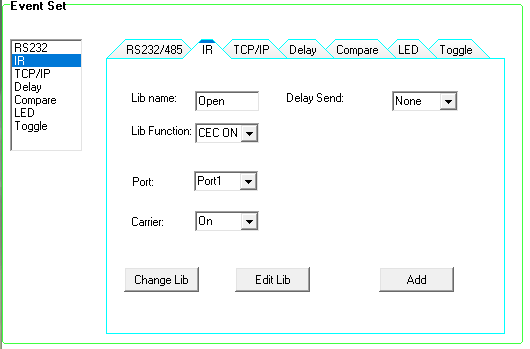 Event Set
RS232
IR
TCP/IP
Delay
Compare
LED
Toggle
RS232/485 IR TCP/IP Delay Compare LED Toggle
Lib name: Open Delay Send: None
Lib Function: CEC ON
Port: Port1
Carrier: On
Change Lib Edit Lib Add